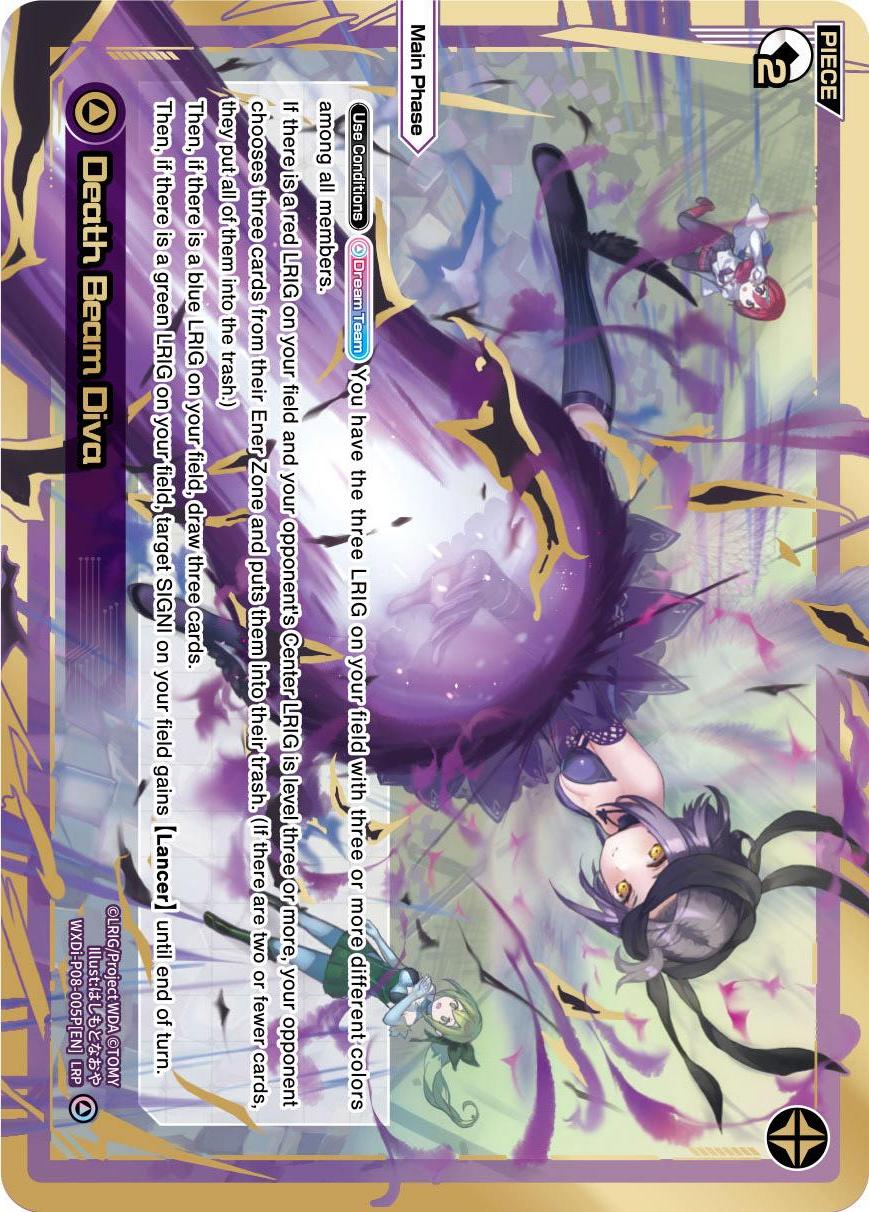 PIECE
2
Main Phase
Use Conditions Dream Team You have the three LRIG on your field with three or more different colors
among all members.
If there is a red LRIG on your field and your opponent's Center LRIG is level three or more, your opponent
chooses three cards from their Ener Zone and puts them into their trash. (If there are two or fewer cards,
they put all of them into the trash.)
Then, if there is a blue LRIG on your field, draw three cards.
Then, if there is a green LRIG on your field, target SIGNI on your field gains 【Lancer】 until end of turn.
Death Beam Diva
©LRIG/Project WDA ©TOMY
Illust:はしもとなおや
WXDi-P08-005P[EN] LRP